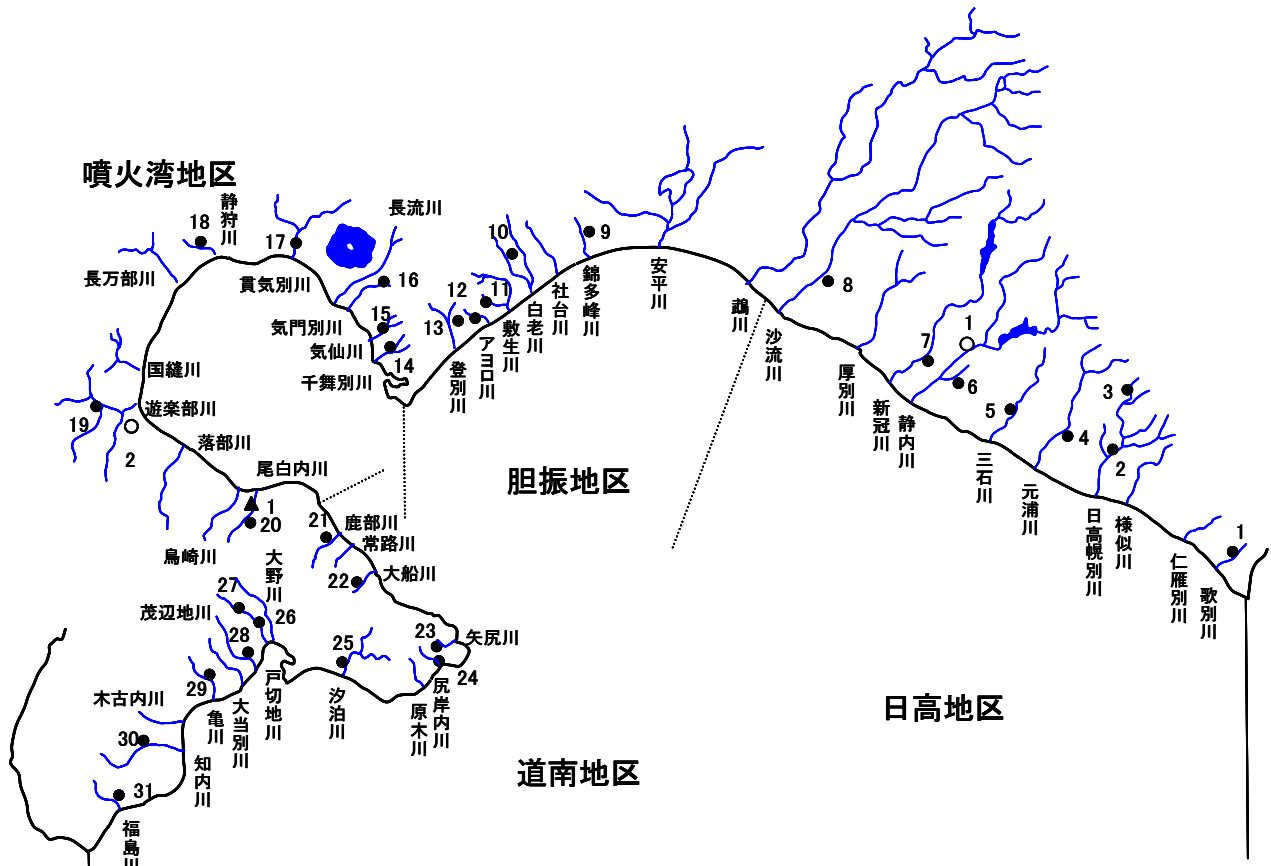 噴火湾地区
静狩川
18
長流川
17
10
9
長万部川
貫気別川
16
12
11
社台川
錦多峰川
安平川
鵡川
沙流川
8
気門別川
15
13
白老川
敷生川
アヨロ川
登別川
気仙川
14
千舞別川
1
7
6
厚別川
新冠川
静内川
5
3
4
2
三石川
元浦川
日高幌別川
様似川
1
仁雁別川
歌別川
国縫川
遊楽部川
19
2
落部川
尾白内川
胆振地区
1
20
21
鹿部川
常路川
鳥崎川
大野川
22
大船川
27
茂辺地川
26
28
25
23
矢尻川
24
29
戸切地川
汐泊川
原木川
尻岸内川
木古内川
亀川
大当別川
日高地区
30
知内川
道南地区
31
福島川